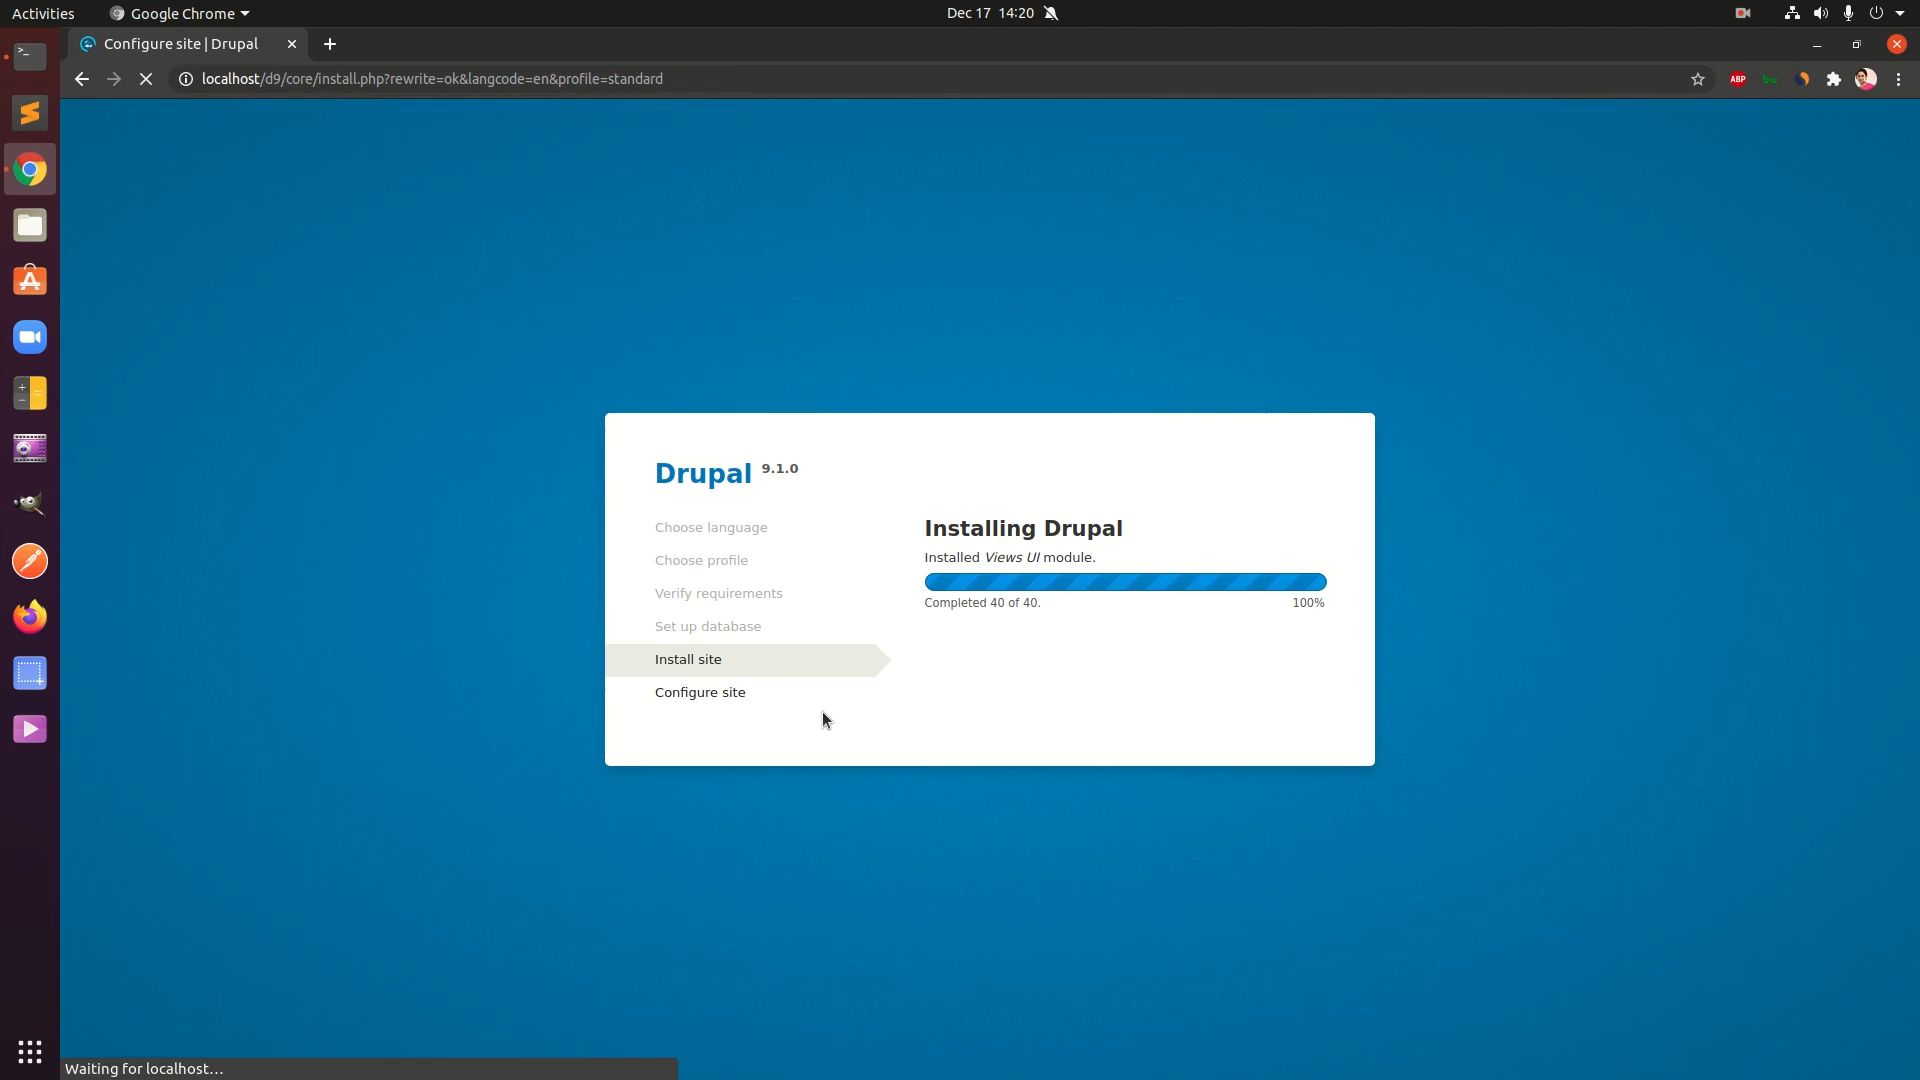 Activities
Google Chrome
Dec 17 14:20
Configure site | Drupal
localhost/d9/core/install.php?rewrite=ok&langcode=en&profile=standard
ABP
Drupal 9.1.0
Choose language
Choose profile
Verify requirements
Set up database
Install site
Configure site
Installing Drupal
Installed Views UI module.
Completed 40 of 40.
100%
Waiting for localhost...